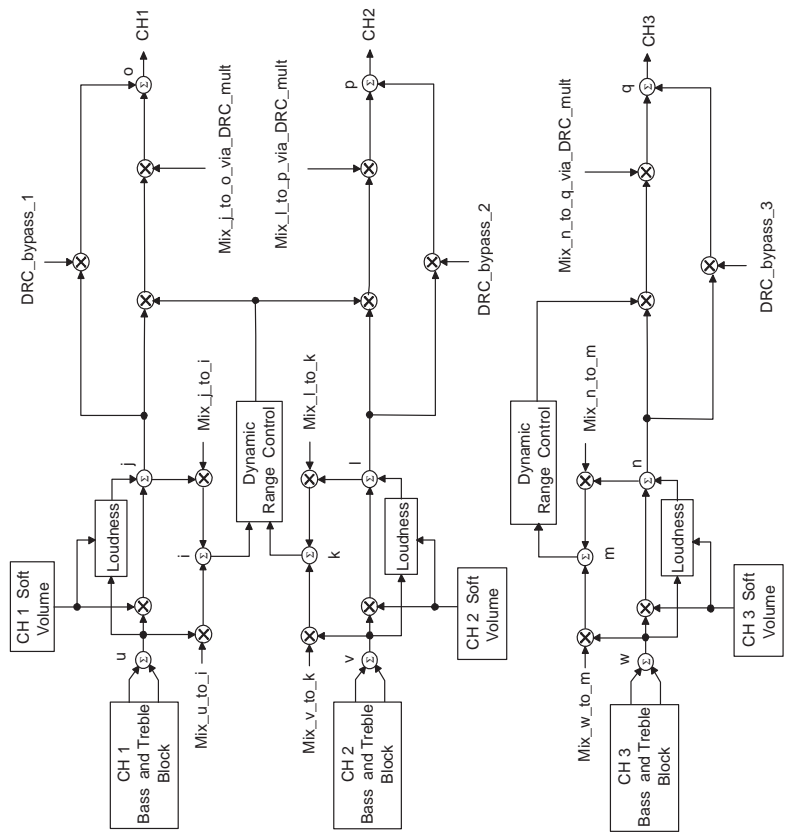 DRC_bypass_1
o
CH1
CH 1 Soft
Volume
Loudness
j
Mix_j_to_o_via_DRC_mult
u
CH 1
Bass and Treble
Block
Mix_u_to_i
i
Mix_j_to_i
Dynamic
Range Control
Mix_l_to_p_via_DRC_mult
CH2
p
Mix_v_to_k
k
Mix_l_to_k
v
l
CH 2
Bass and Treble
Block
Loudness
CH 2 Soft
Volume
DRC_bypass_2
Dynamic
Range Control
Mix_n_to_q_via_DRC_mult
q
CH3
Mix_w_to_m
m
Mix_n_to_m
w
n
CH 3
Bass and Treble
Block
Loudness
CH 3 Soft
Volume
DRC_bypass_3
Σ
Σ
Σ
Σ
Σ
Σ
Σ
Σ
Σ
Σ
Σ
Σ